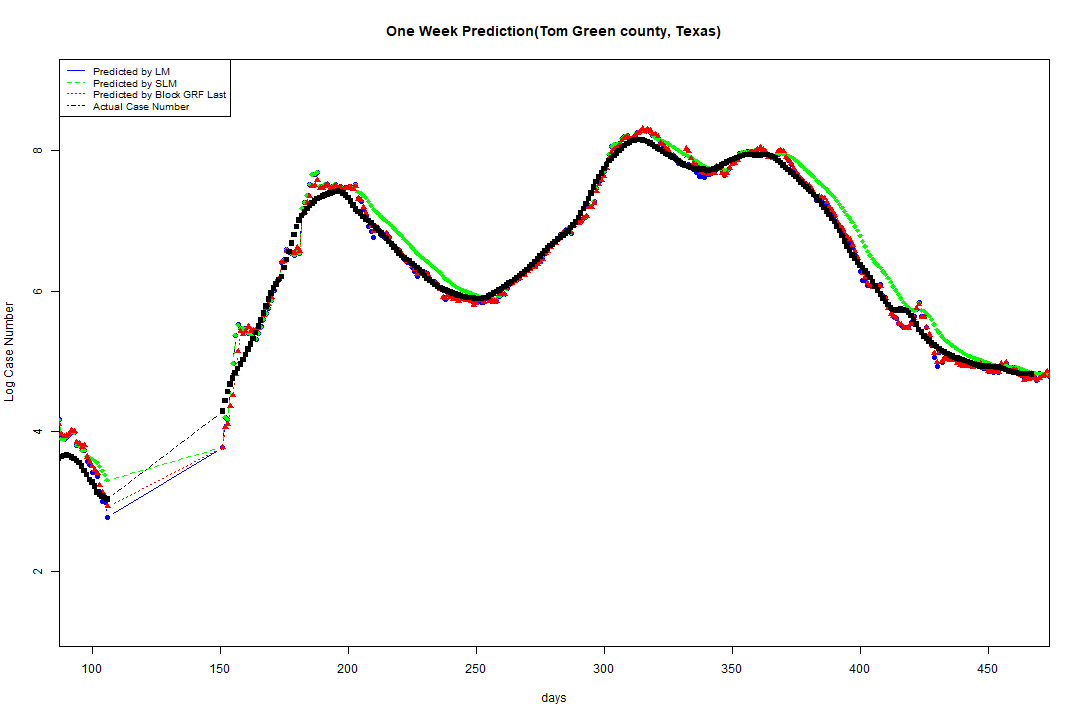 One Week Prediction(Tom Green county, Texas)
Predicted by LM
Predicted by SLM
Predicted by Block GRF Last
Actual Case Number
Log Case Number
8
6
4
2
100 150 200 250 300 350 400 450
days